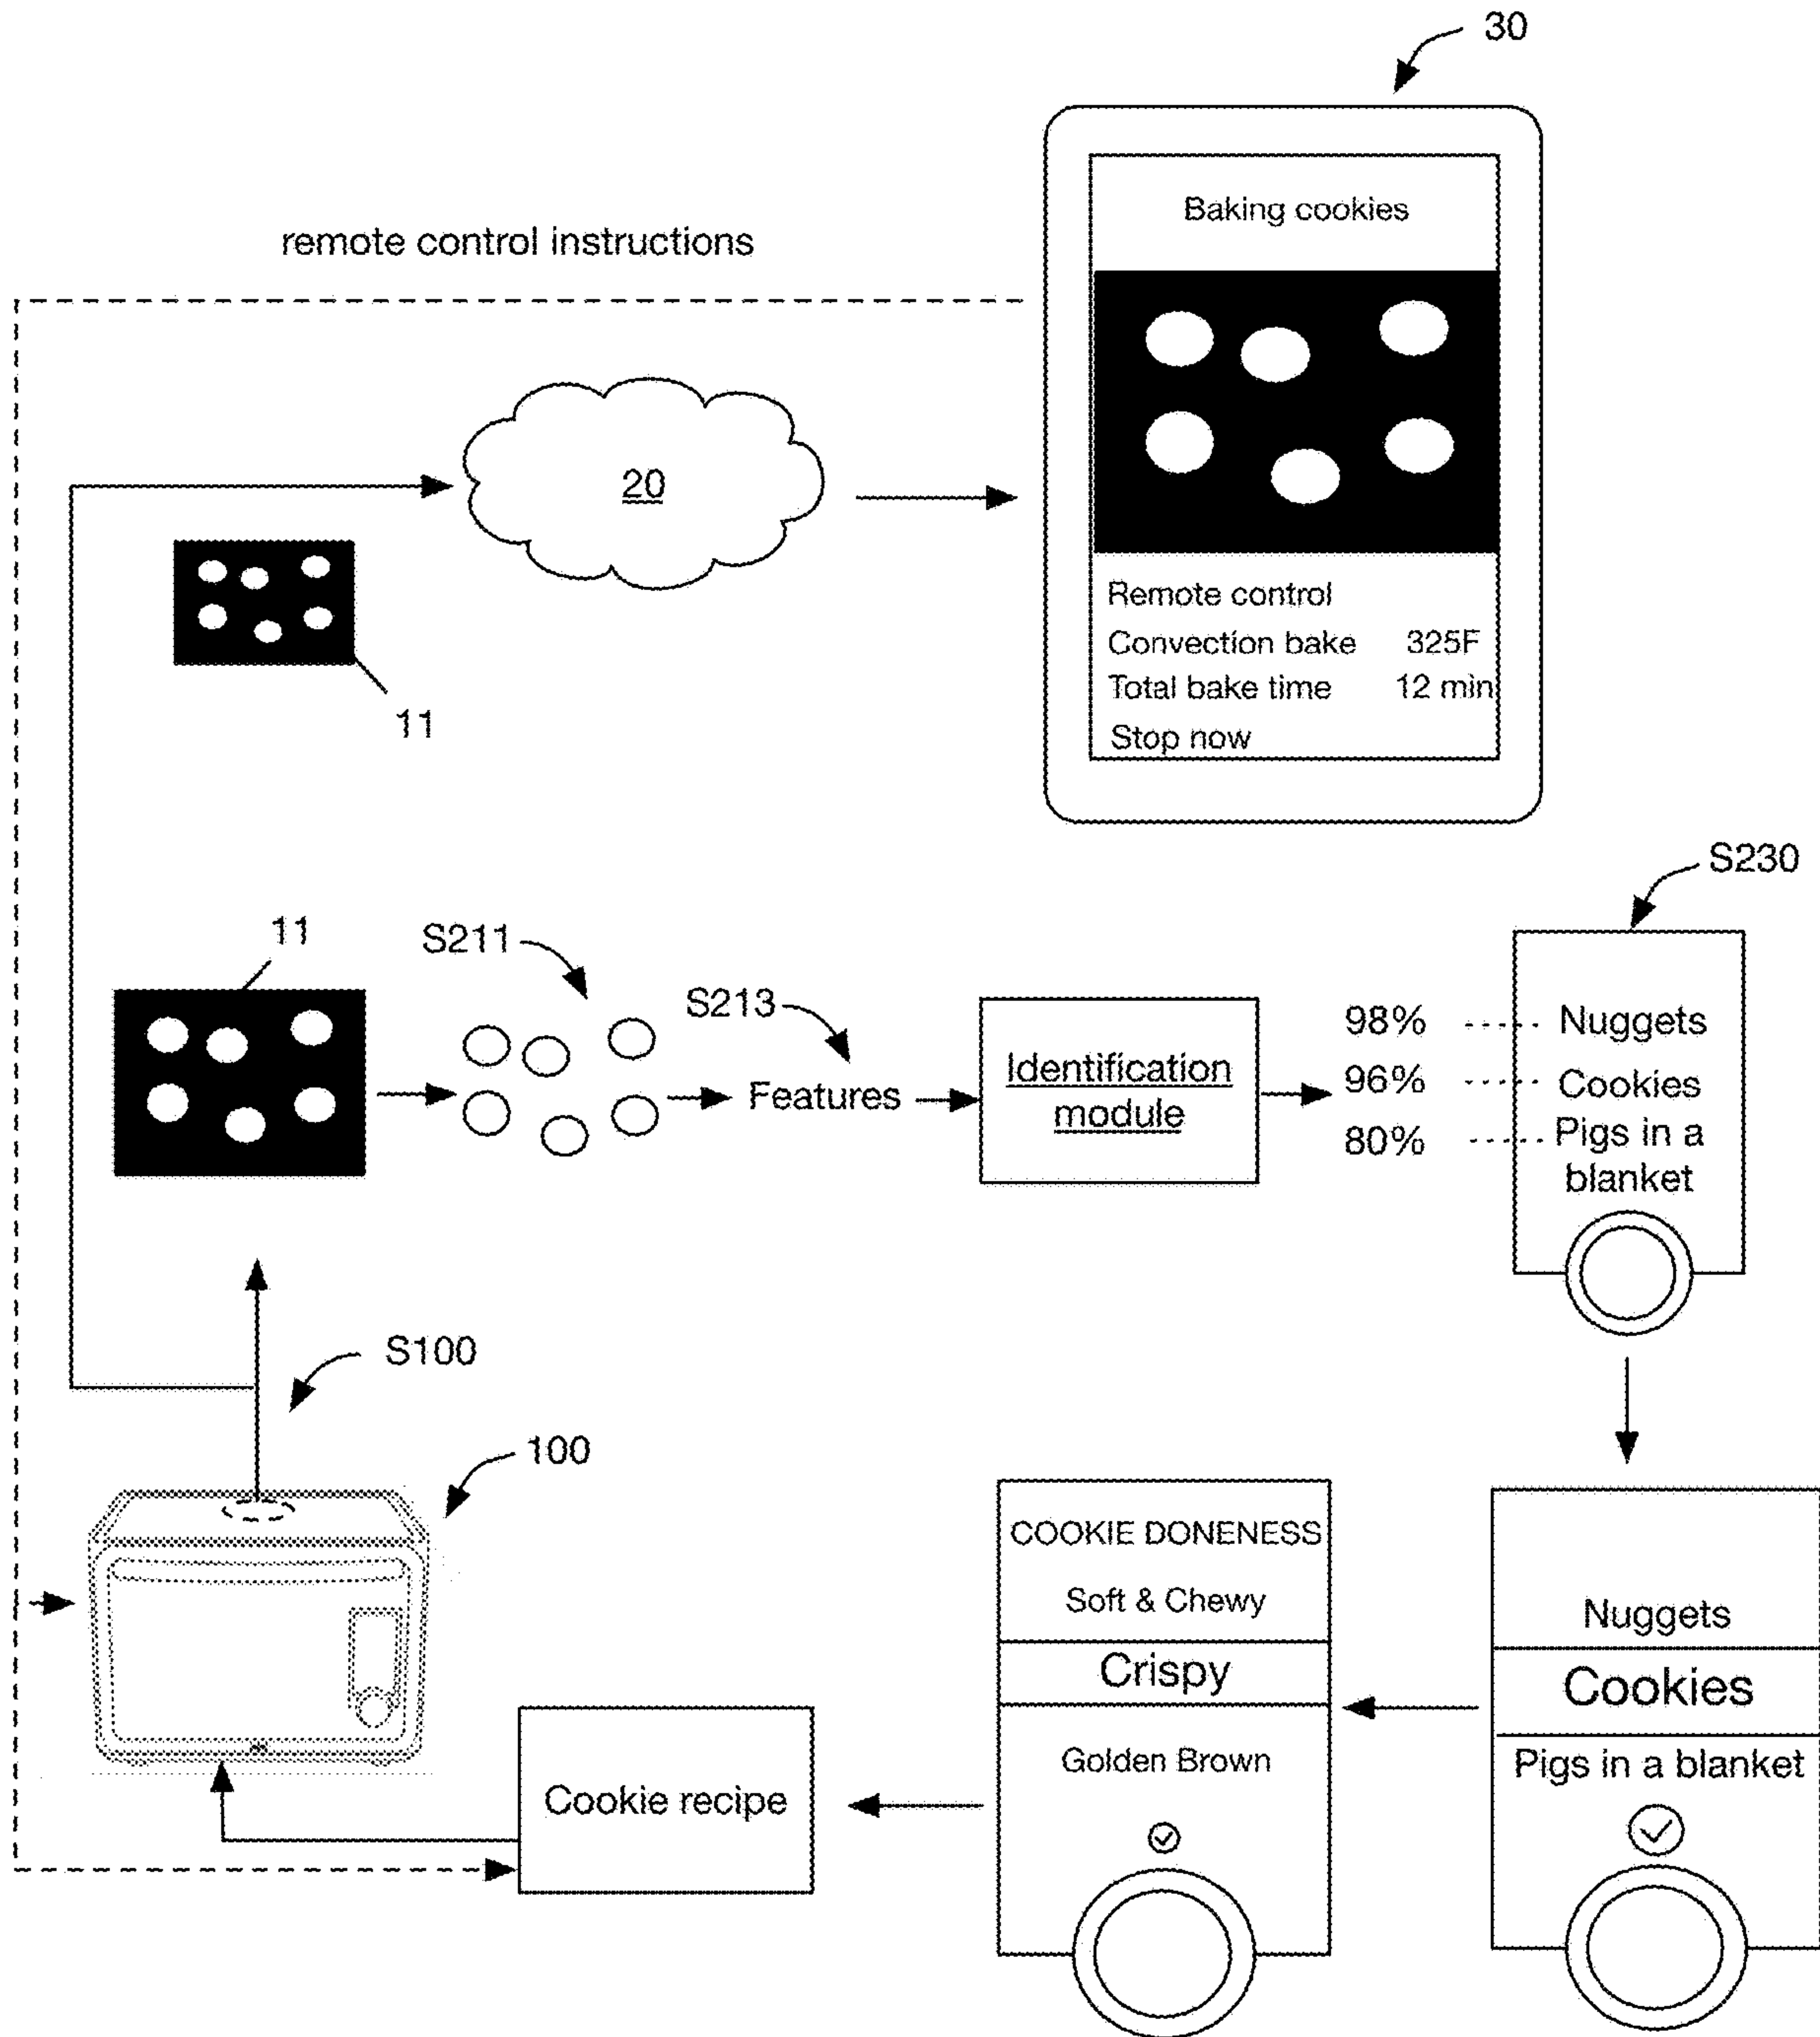 30
Baking cookies
remote control instructions
20
Remote control
Convection bake 325F
Total bake time 12 min
Stop now
11
S230
11
S211
S213
98% Nuggets
96% Cookies
80% Pigs in a
blanket
Features
Identification
module
S100
100
COOKIE DONENESS
Soft & Chewy
Crispy
Golden Brown
Nuggets
Cookies
Pigs in a blanket
Cookie recipe